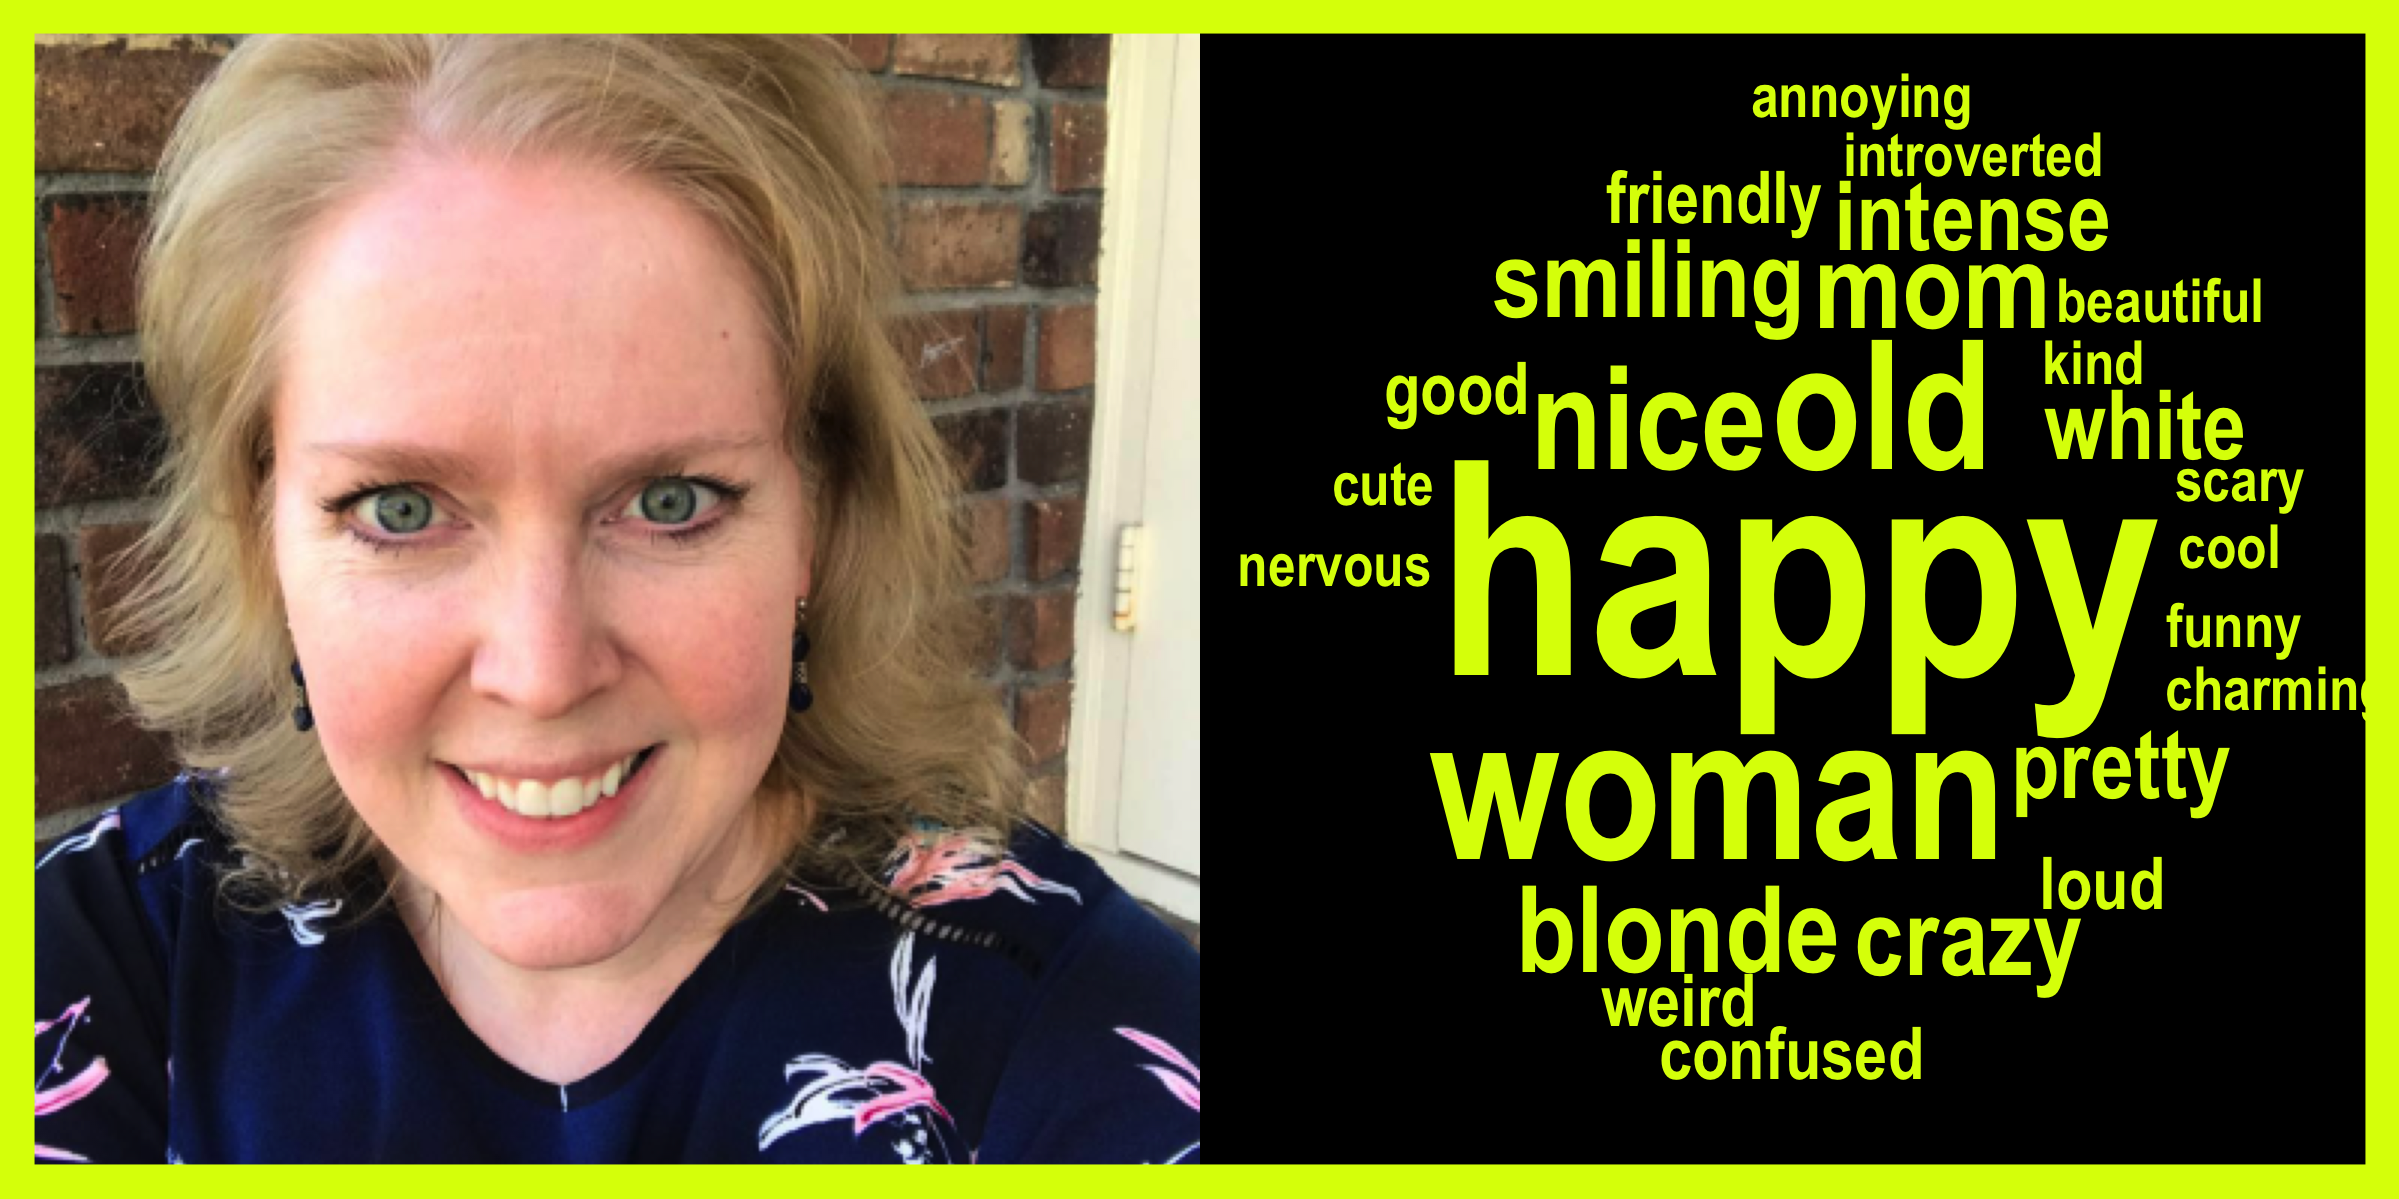 annoying
introverted
friendly intense
smiling mom beautiful
kind
good nice old white
cute scary
nervous happy cool
funny
charming
woman pretty
loud
blonde crazy
weird
confused